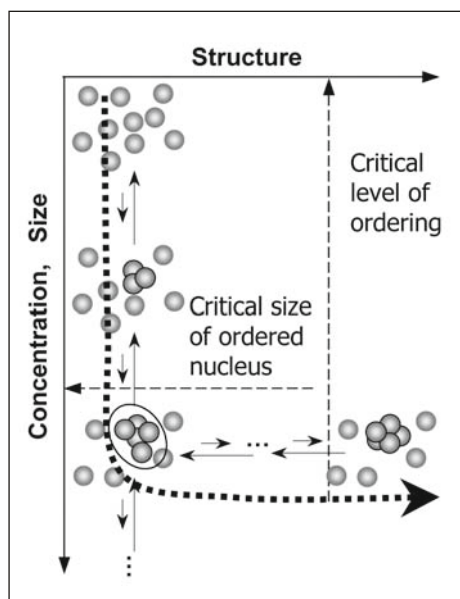 Structure
Concentration, Size
Critical
level of
ordering
Critical size
of ordered
nucleus
...
...